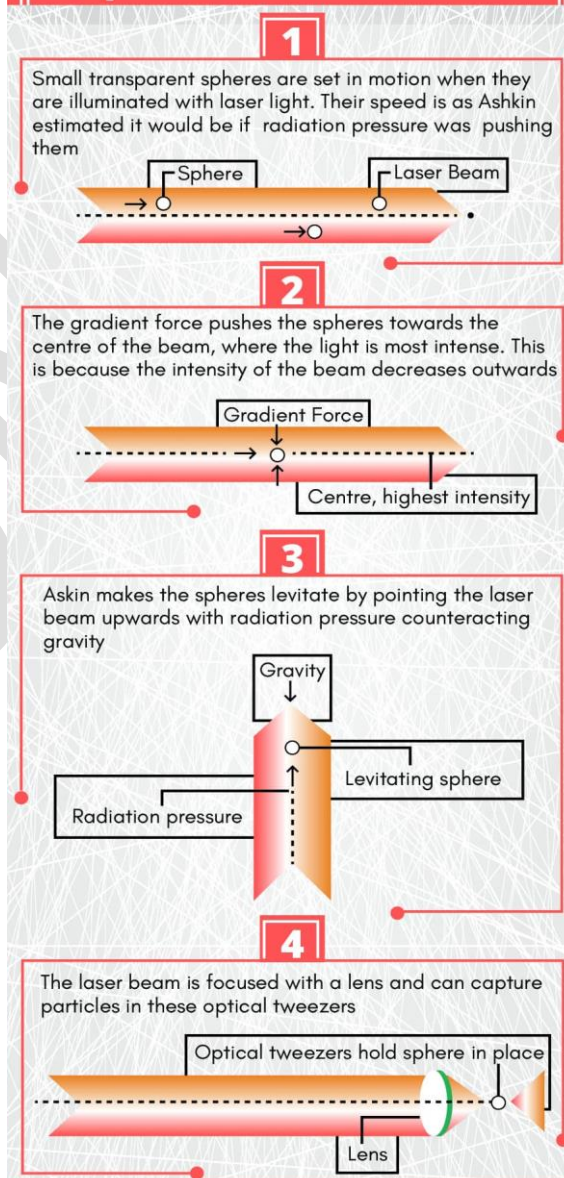 1
Small transparent spheres are set in motion when they
are illuminated with laser light. Their speed is as Ashkin
estimated it would be if radiation pressure was pushing
them
Sphere
Laser Beam
2
The gradient force pushes the spheres towards the
centre of the beam, where the light is most intense. This
is because the intensity of the beam decreases outwards
Gradient Force
Centre, highest intensity
3
Askin makes the spheres levitate by pointing the laser
beam upwards with radiation pressure counteracting
gravity
Gravity
Levitating sphere
Radiation pressure
4
The laser beam is focused with a lens and can capture
particles in these optical tweezers
Optical tweezers hold sphere in place
Lens